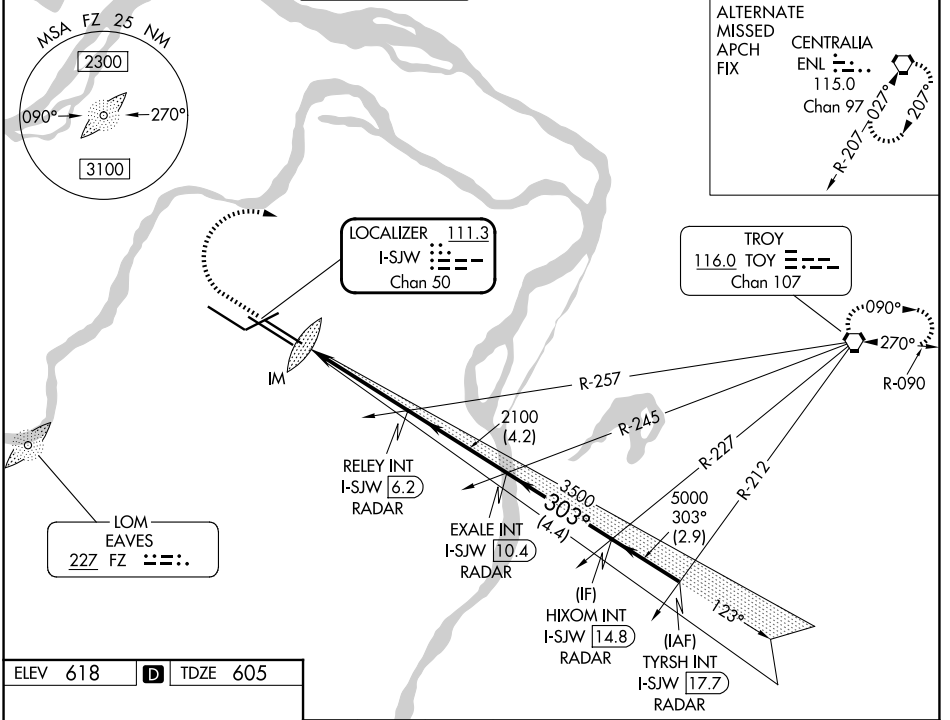 MSA FZ 25 NM
2300
090°
270°
3100
ALTERNATE
MISSED
APCH
FIX
CENTRALIA
ENL
115.0
Chan 97
R-207
027°
207°
LOCALIZER 111.3
I-SJW
Chan 50
TROY
116.0 TOY
Chan 107
090°
270°
R-090
IM
R-257
R-245
R-227
R-212
2100
(4.2)
3500
303°
(4.4)
5000
303°
(2.9)
123°
RELEY INT
I-SJW 6.2
RADAR
EXALE INT
I-SJW 10.4
RADAR
(IF)
HIXOM INT
I-SJW 14.8
RADAR
(IAF)
TYRSH INT
I-SJW 17.7
RADAR
LOM
EAVES
227 FZ
ELEV 618 D TDZE 605